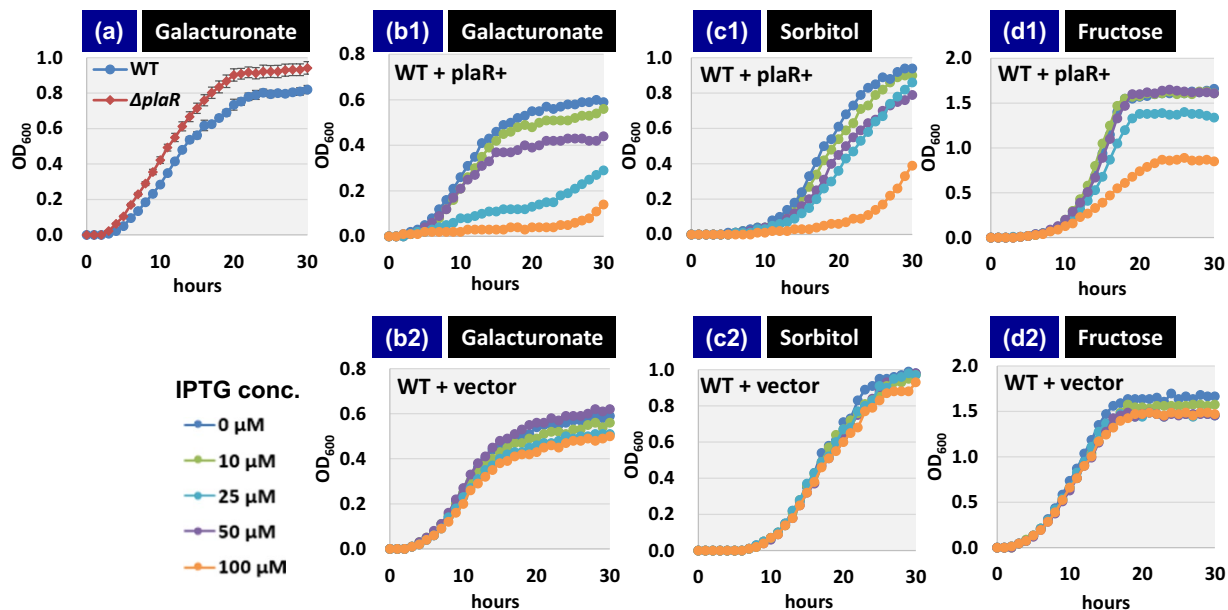 (a) Galacturonate
(b1) Galacturonate
(c1) Sorbitol
(d1) Fructose
OD600
1.0
0.8
0.6
0.4
0.2
0.0
WT
ΔplaR
0 10 20 30
hours
OD600
0.8
0.6
0.4
0.2
0.0
WT + plaR+
0 10 20 30
hours
OD600
1.0
0.8
0.6
0.4
0.2
0.0
WT + plaR+
0 10 20 30
hours
OD600
2.0
1.5
1.0
0.5
0.0
WT + plaR+
0 10 20 30
hours
IPTG conc.
0 µM
10 µM
25 µM
50 µM
100 µM
(b2) Galacturonate
(c2) Sorbitol
(d2) Fructose
OD600
0.8
0.6
0.4
0.2
0.0
WT + vector
0 10 20 30
hours
OD600
1.0
0.8
0.6
0.4
0.2
0.0
WT + vector
0 10 20 30
hours
OD600
2.0
1.5
1.0
0.5
0.0
WT + vector
0 10 20 30
hours